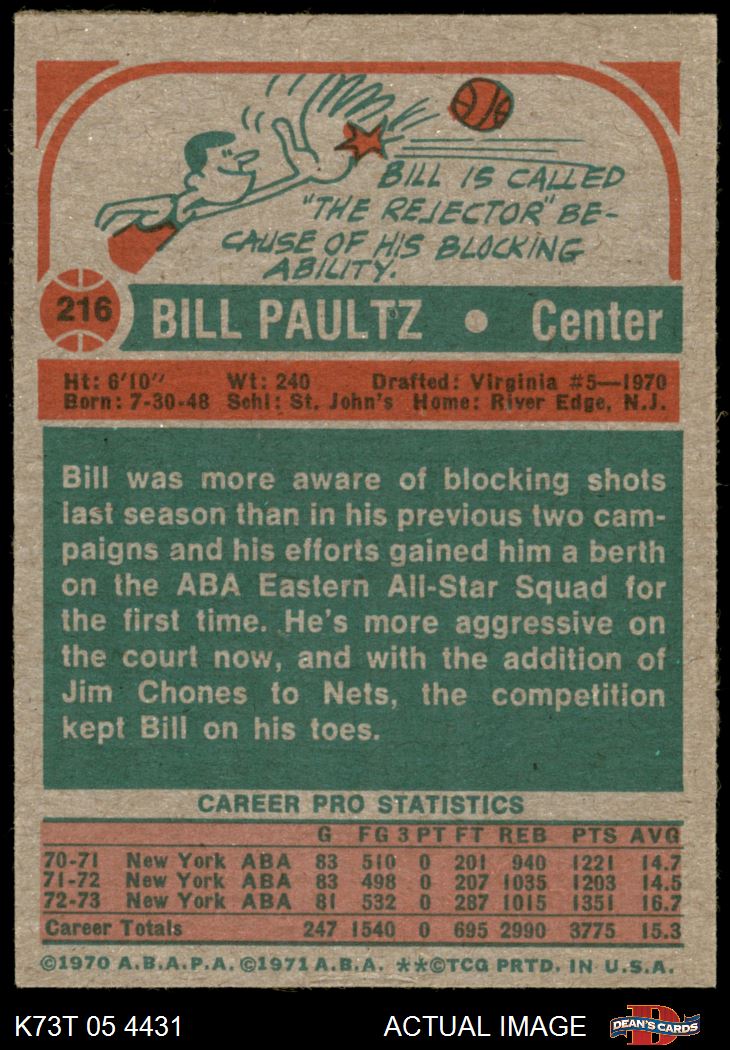 BILL IS CALLED
"THE REJECTOR" BE-
CAUSE OF HIS BLOCKING
ABILITY.
216 BILL PAULTZ • Center
Ht: 6'10" Wt: 240 Drafted: Virginia #5—1970
Born: 7-30-48 Schl: St. John's Home: River Edge, N.J.
Bill was more aware of blocking shots
last season than in his previous two cam-
paigns and his efforts gained him a berth
on the ABA Eastern All-Star Squad for
the first time. He's more aggressive on
the court now, and with the addition of
Jim Chones to Nets, the competition
kept Bill on his toes.
CAREER PRO STATISTICS
G FG 3 PT FT REB PTS AVG
70-71 New York ABA 83 510 0 201 940 1221 14.7
71-72 New York ABA 83 498 0 207 1035 1203 14.5
72-73 New York ABA 81 532 0 287 1015 1351 16.7
Career Totals 247 1540 0 695 2990 3775 15.3
©1970 A.B.A.P.A. ©1971 A.B.A. **©TCG PRTD. IN U.S.A.
K73T 05 4431 ACTUAL IMAGE D DEAN'S CARDS